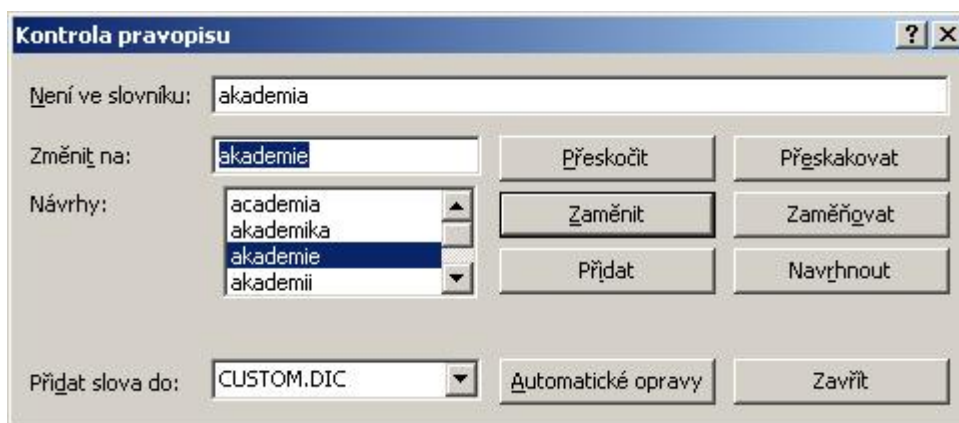 Kontrola pravopisu
Není ve slovníku: akademia
Změnit na: akademie Přeskočit Přeskakovat
Návrhy: academia Zaměnit Zaměňovat
akademika
akademie Přidat Navrhnout
akademii
Přidat slova do: CUSTOM.DIC Automatické opravy Zavřít